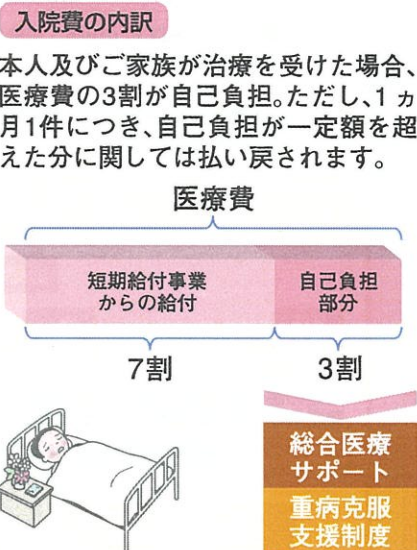 入院費の内訳
本人及びご家族が治療を受けた場合、
医療費の3割が自己負担。ただし、1ヵ
月1件につき、自己負担が一定額を超
えた分に関しては払い戻されます。
医療費
短期給付事業
からの給付
自己負担
部分
7割
3割
総合医療
サポート
重病克服
支援制度